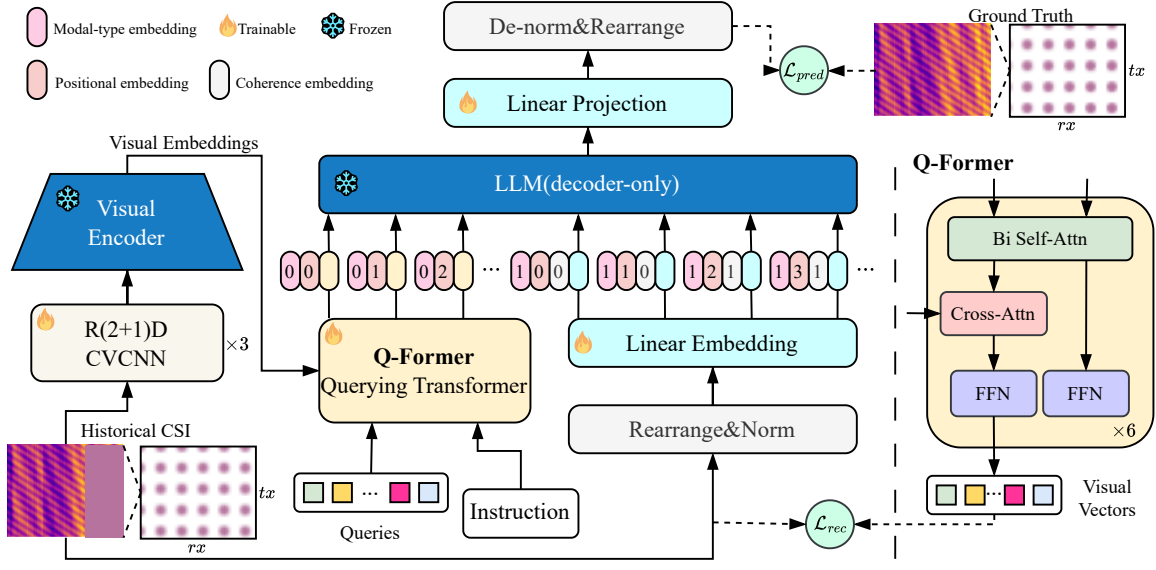 Modal-type embedding
Trainable
Frozen
Positional embedding
Coherence embedding
De-norm&Rearrange
Linear Projection
L_pred
Ground Truth
tx
rx
Visual Embeddings
Visual
Encoder
LLM(decoder-only)
0 0
0 1
0 2
...
1 0 0
1 1 0
1 2 1
1 3 1
...
R(2+1)D
CVCNN
×3
Q-Former
Querying Transformer
Linear Embedding
Rearrange&Norm
Historical CSI
tx
rx
...
Queries
Instruction
L_rec
Q-Former
Bi Self-Attn
Cross-Attn
FFN
FFN
×6
...
Visual
Vectors